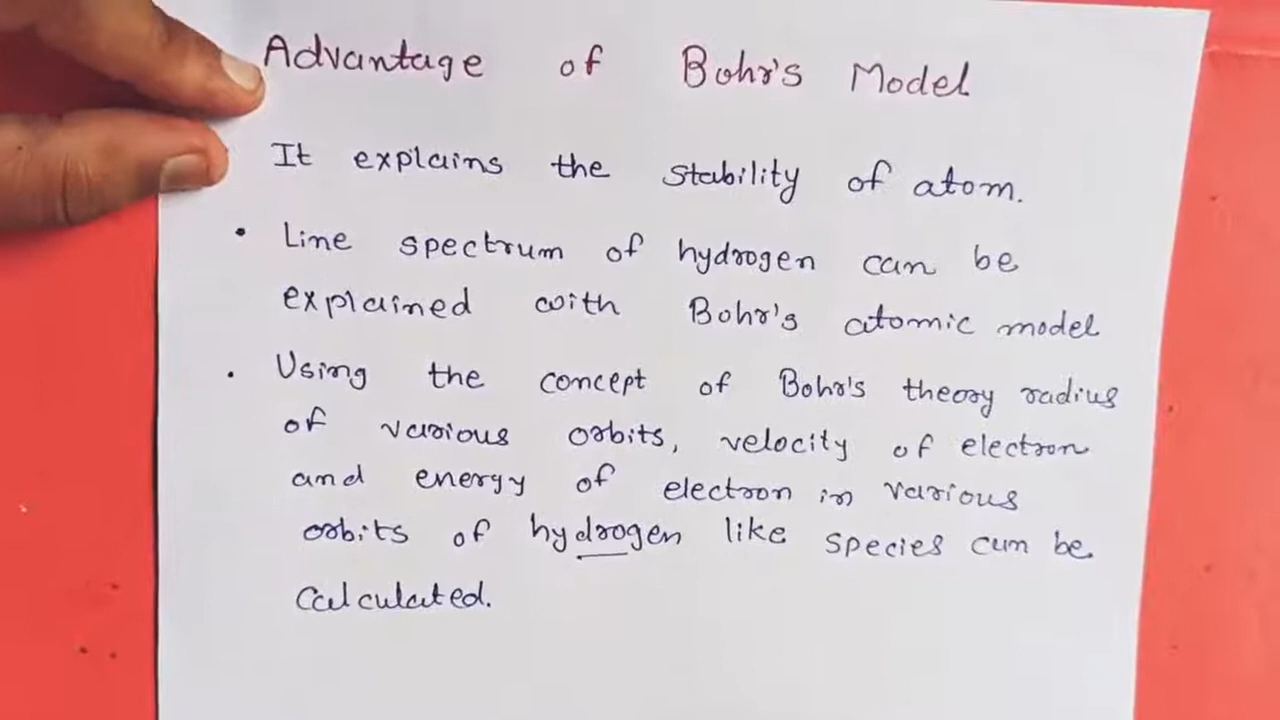 Advantage of Bohr's Model
It explains the stability of atom.
• Line spectrum of hydrogen can be
explained with Bohr's atomic model
. Using the concept of Bohr's theory radius
of various orbits, velocity of electron
and energy of electron in various
orbits of hydrogen like species can be
calculated.